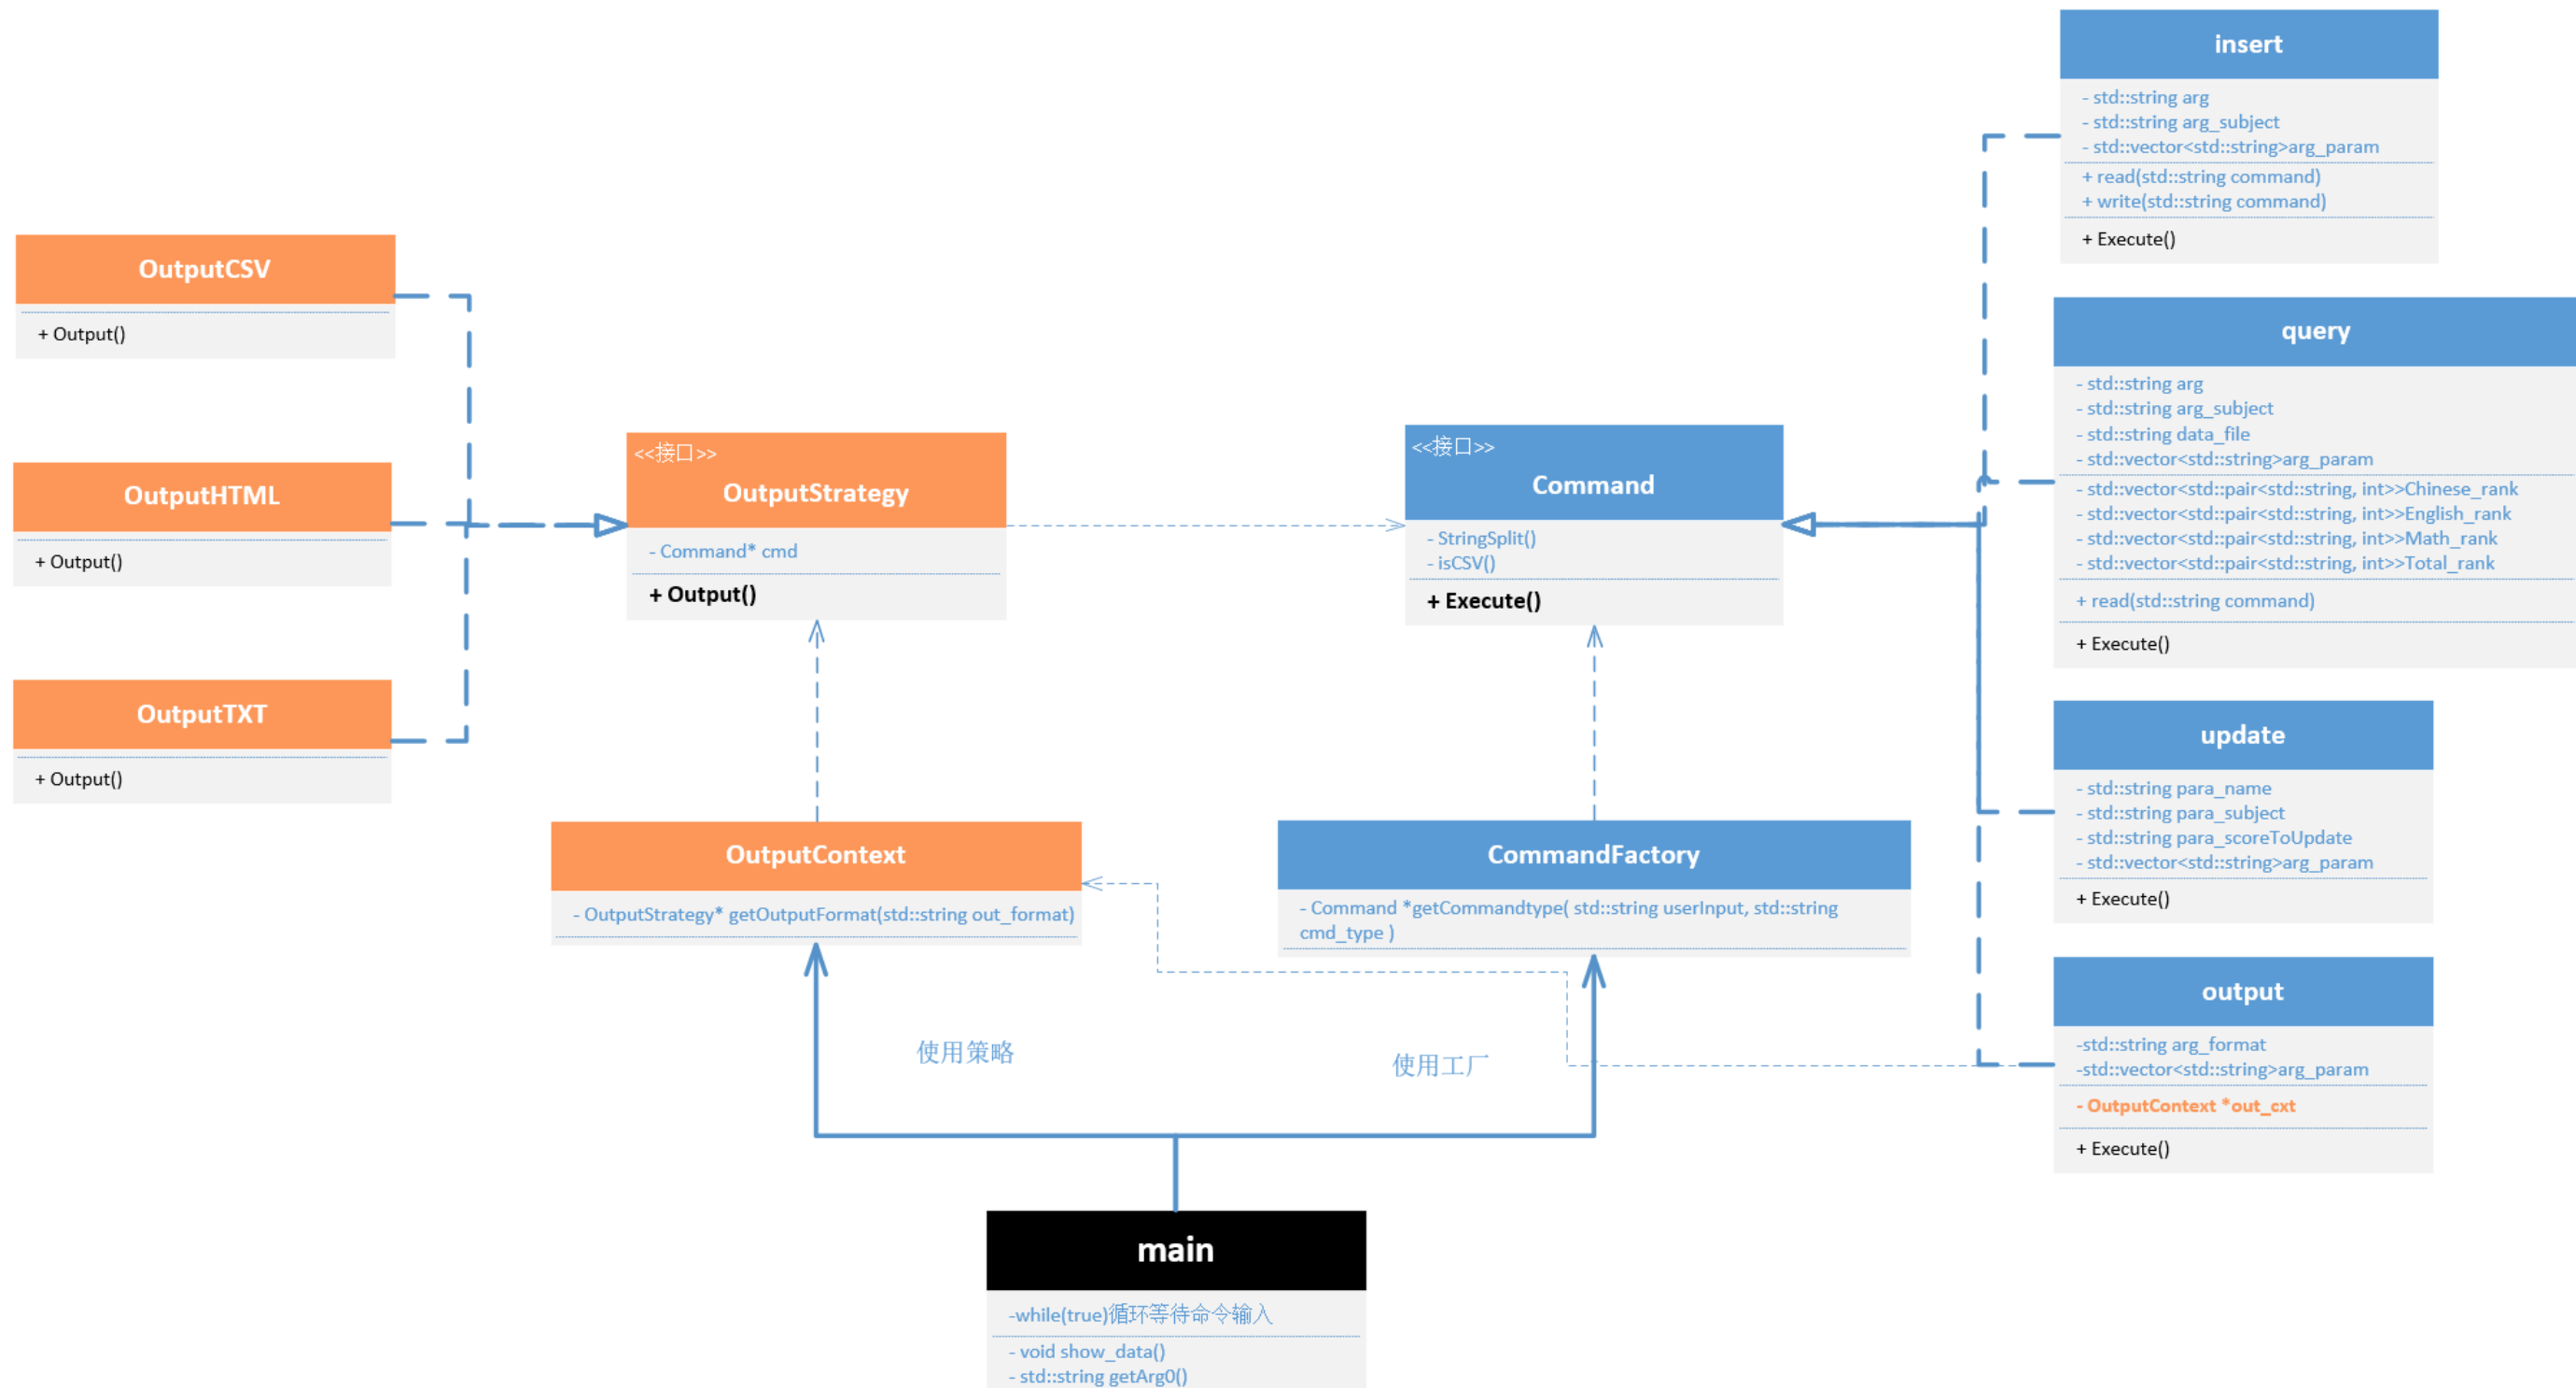 insert
- std::string arg
- std::string arg_subject
- std::vector<std::string>arg_param
+ read(std::string command)
+ write(std::string command)
+ Execute()
OutputCSV
+ Output()
OutputHTML
+ Output()
OutputTXT
+ Output()
<<接口>>
OutputStrategy
- Command* cmd
+ Output()
<<接口>>
Command
- StringSplit()
- isCSV()
+ Execute()
query
- std::string arg
- std::string arg_subject
- std::string data_file
- std::vector<std::string>arg_param
- std::vector<std::pair<std::string, int>>Chinese_rank
- std::vector<std::pair<std::string, int>>English_rank
- std::vector<std::pair<std::string, int>>Math_rank
- std::vector<std::pair<std::string, int>>Total_rank
+ read(std::string command)
+ Execute()
update
- std::string para_name
- std::string para_subject
- std::string para_scoreToUpdate
- std::vector<std::string>arg_param
+ Execute()
OutputContext
- OutputStrategy* getOutputFormat(std::string out_format)
CommandFactory
- Command *getCommandtype( std::string userInput, std::string
cmd_type )
output
-std::string arg_format
-std::vector<std::string>arg_param
- OutputContext *out_cxt
+ Execute()
使用策略
使用工厂
main
-while(true)循环等待命令输入
- void show_data()
- std::string getArg0()